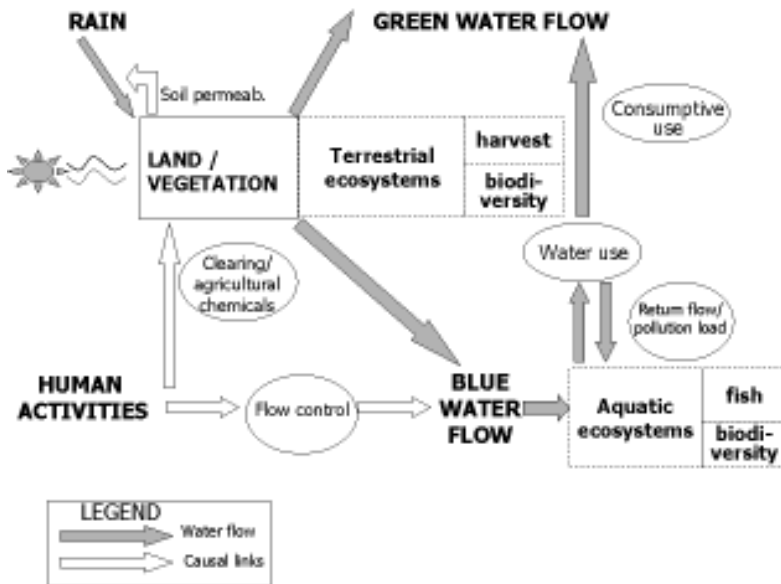 RAIN
GREEN WATER FLOW
Soil permeab.
Consumptive
use
LAND /
VEGETATION
Terrestrial
ecosystems
harvest
biodi-
versity
Water use
Clearing/
agricultural
chemicals
Return flow/
pollution load
HUMAN
ACTIVITIES
Flow control
BLUE
WATER
FLOW
Aquatic
ecosystems
fish
biodi-
versity
LEGEND
Water flow
Causal links